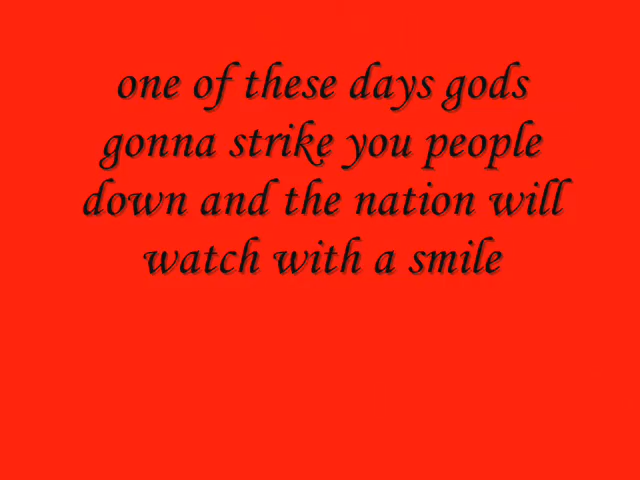 one of these days gods
gonna strike you people
down and the nation will
watch with a smile